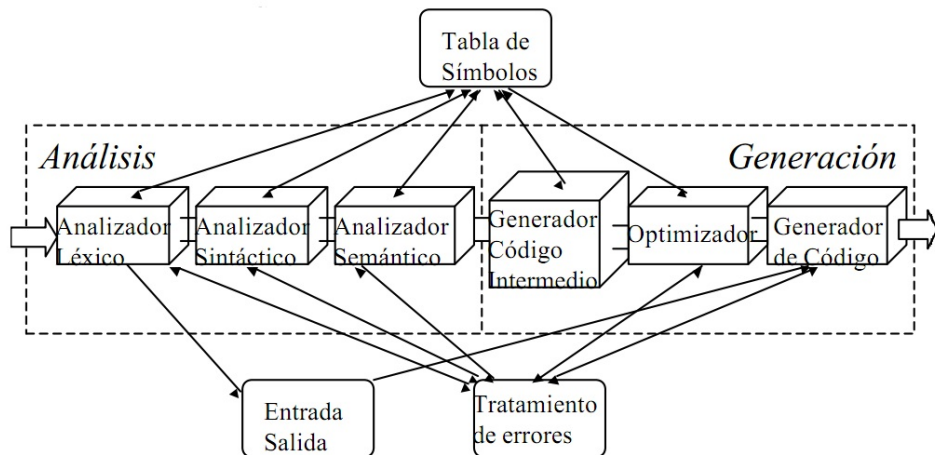 Tabla de
Símbolos
Análisis
Generación
Analizador
Léxico
Analizador
Sintáctico
Analizador
Semántico
Generador
Código
Intermedio
Optimizador
Generador
de Código
Entrada
Salida
Tratamiento
de errores